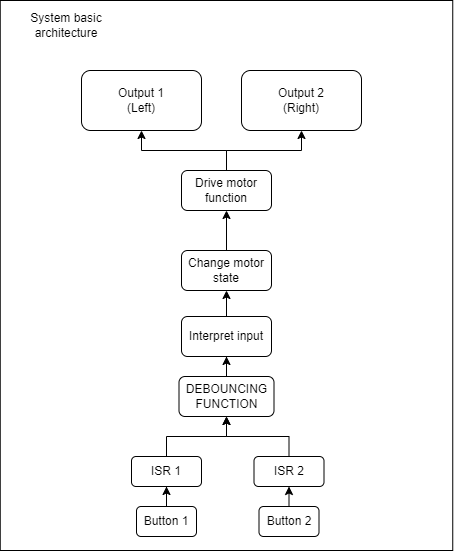 System basic
architecture
Output 1
(Left)
Output 2
(Right)
Drive motor
function
Change motor
state
Interpret input
DEBOUNCING
FUNCTION
ISR 1
ISR 2
Button 1
Button 2